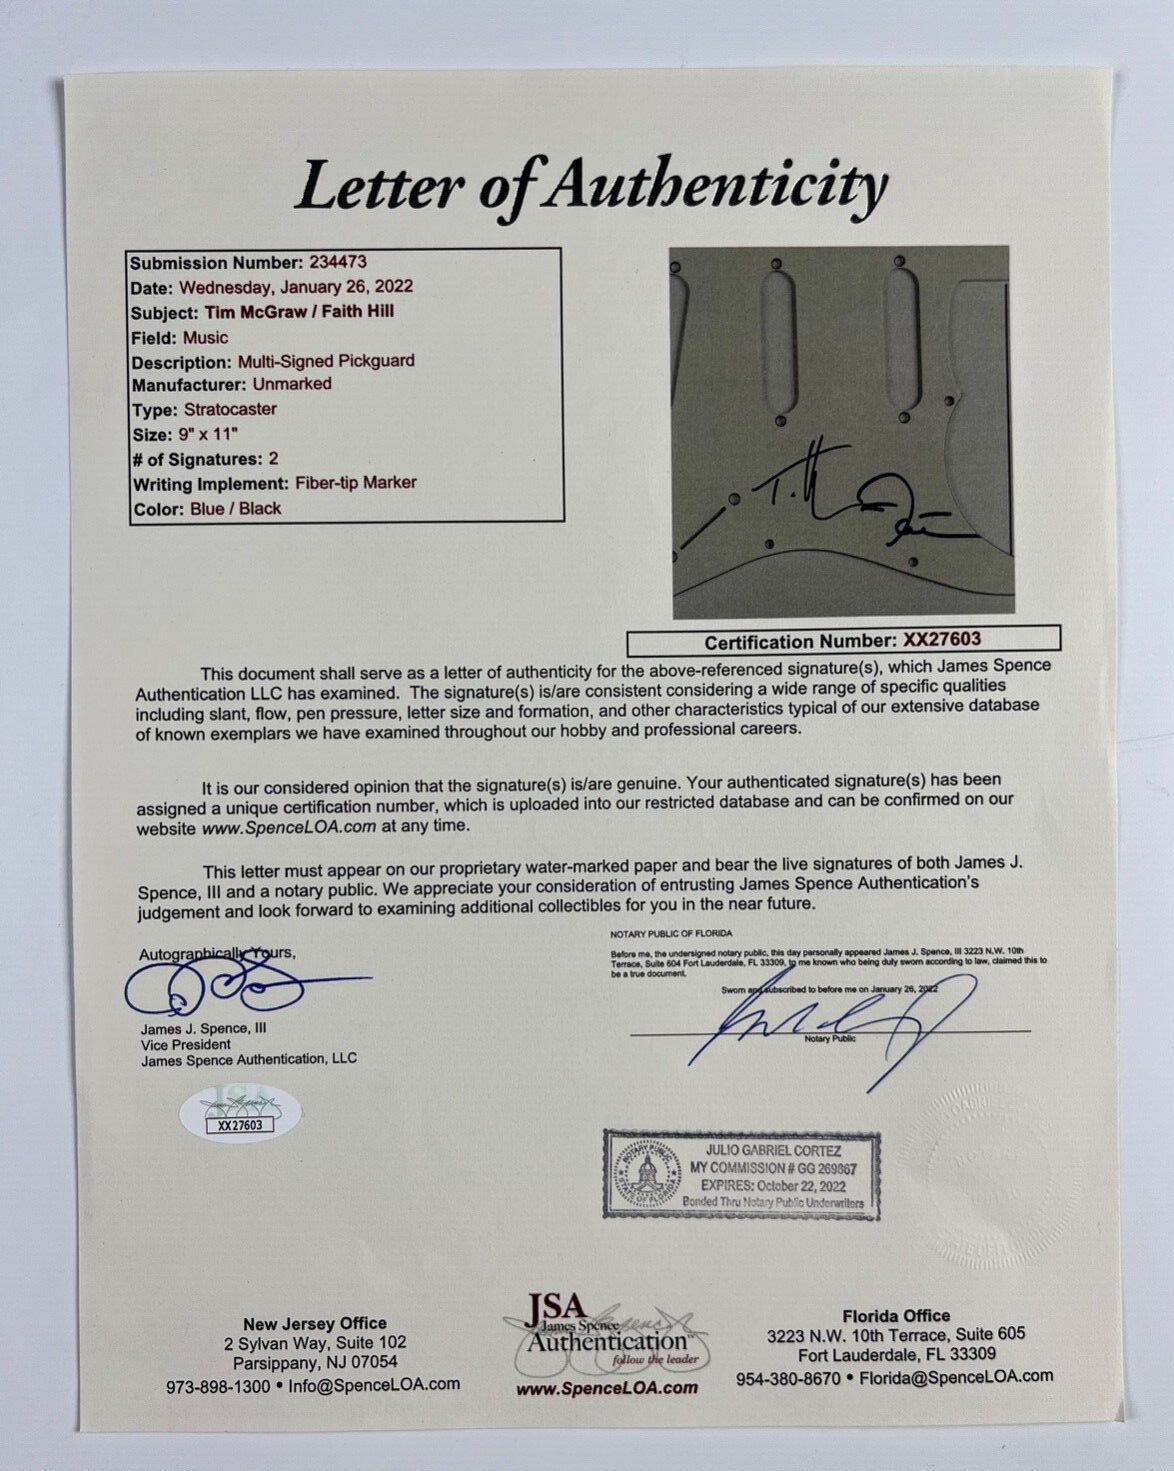 Letter of Authenticity
Submission Number: 234473
Date: Wednesday, January 26, 2022
Subject: Tim McGraw / Faith Hill
Field: Music
Description: Multi-Signed Pickguard
Manufacturer: Unmarked
Type: Stratocaster
Size: 9" x 11"
# of Signatures: 2
Writing Implement: Fiber-tip Marker
Color: Blue / Black
Certification Number: XX27603
This document shall serve as a letter of authenticity for the above-referenced signature(s), which James Spence
Authentication LLC has examined. The signature(s) is/are consistent considering a wide range of specific qualities
including slant, flow, pen pressure, letter size and formation, and other characteristics typical of our extensive database
of known exemplars we have examined throughout our hobby and professional careers.
It is our considered opinion that the signature(s) is/are genuine. Your authenticated signature(s) has been
assigned a unique certification number, which is uploaded into our restricted database and can be confirmed on our
website www.SpenceLOA.com at any time.
This letter must appear on our proprietary water-marked paper and bear the live signatures of both James J.
Spence, III and a notary public. We appreciate your consideration of entrusting James Spence Authentication's
judgement and look forward to examining additional collectibles for you in the near future.
Autographically Yours,
James J. Spence, III
Vice President
James Spence Authentication, LLC
JSA
XX27603
NOTARY PUBLIC OF FLORIDA
Before me, the undersigned notary public, this day personally appeared James J. Spence, III 3223 N.W. 10th
Terrace, Suite 604 Fort Lauderdale, FL 33309, to me known who being duly sworn according to law, claimed this to
be a true document.
Sworn and subscribed to before me on January 26, 2022
Notary Public
NOTARY PUBLIC
STATE OF FLORIDA
JULIO GABRIEL CORTEZ
MY COMMISSION # GG 269867
EXPIRES: October 22, 2022
Bonded Thru Notary Public Underwriters
New Jersey Office
2 Sylvan Way, Suite 102
Parsippany, NJ 07054
973-898-1300 • Info@SpenceLOA.com
JSA
James Spence
Authentication™
follow the leader
www.SpenceLOA.com
Florida Office
3223 N.W. 10th Terrace, Suite 605
Fort Lauderdale, FL 33309
954-380-8670 • Florida@SpenceLOA.com